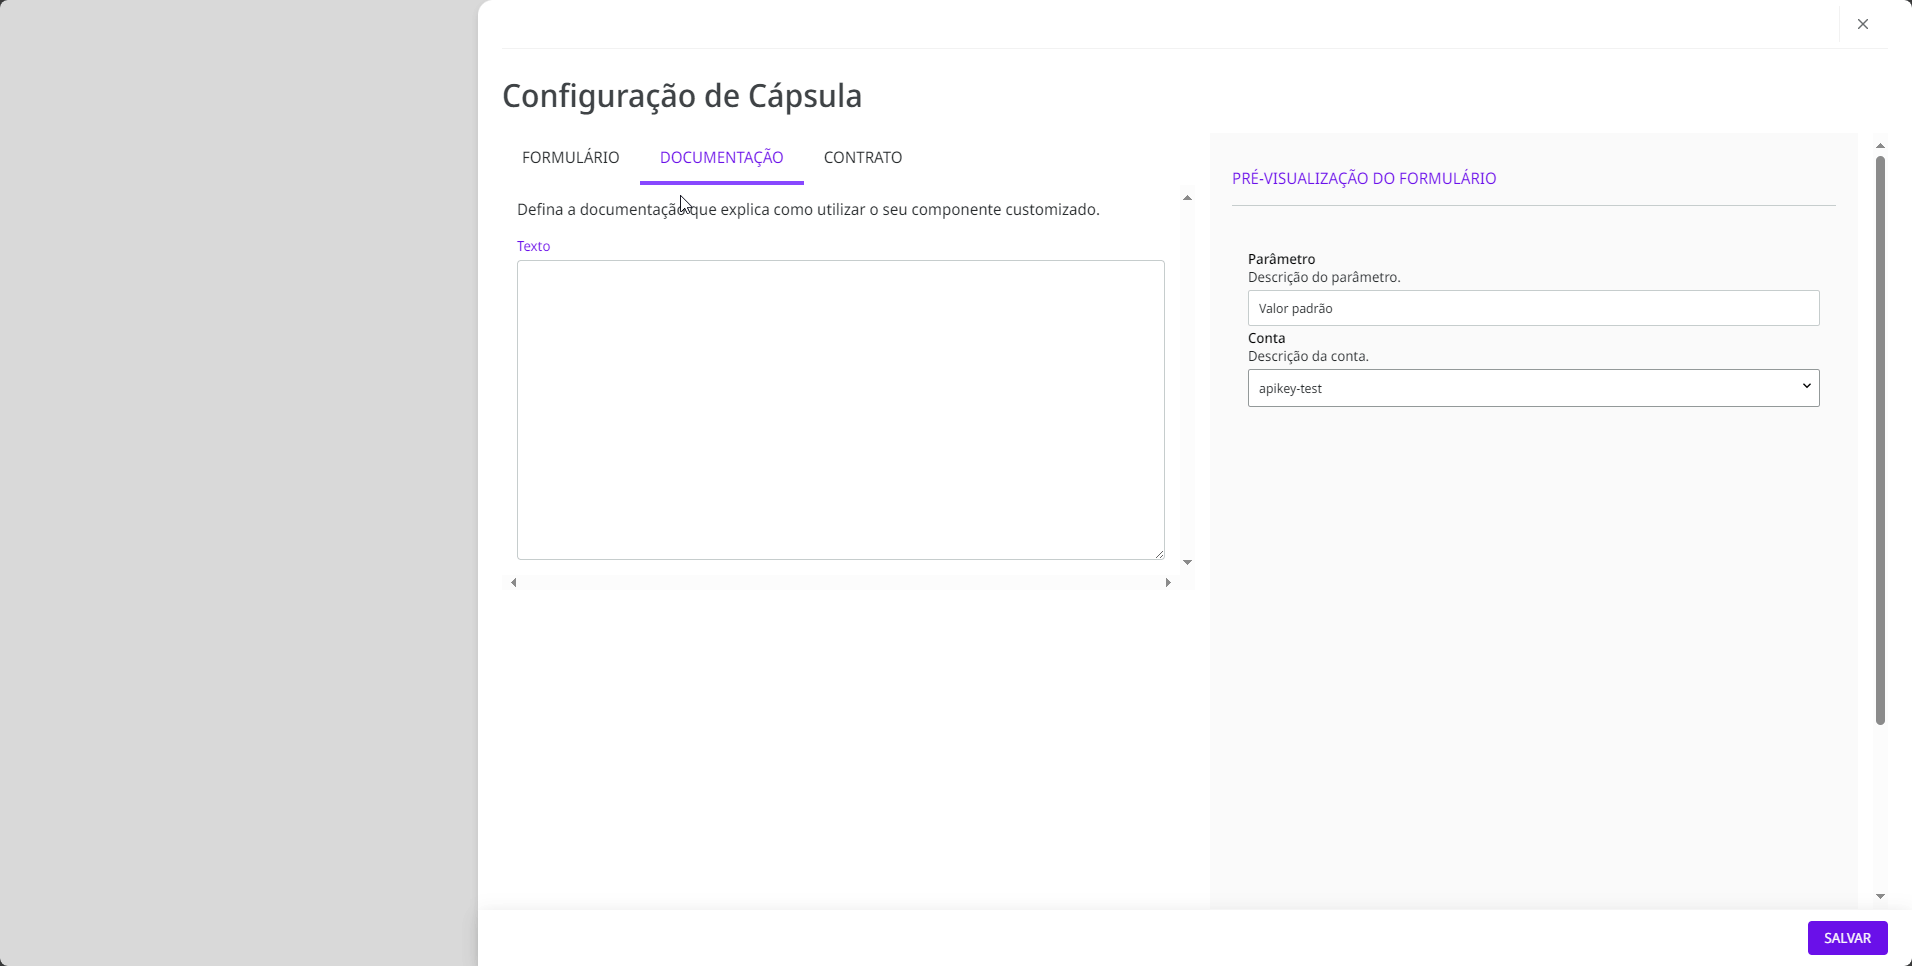 Configuração de Cápsula
FORMULÁRIO
DOCUMENTAÇÃO
CONTRATO
Defina a documentação que explica como utilizar o seu componente customizado.
Texto
PRÉ-VISUALIZAÇÃO DO FORMULÁRIO
Parâmetro
Descrição do parâmetro.
Valor padrão
Conta
Descrição da conta.
apikey-test
SALVAR